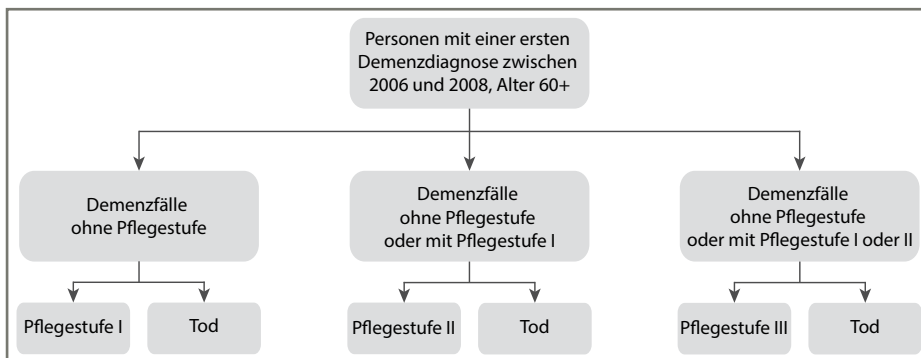 Personen mit einer ersten
Demenzdiagnose zwischen
2006 und 2008, Alter 60+
Demenzfälle
ohne Pflegestufe
Demenzfälle
ohne Pflegestufe
oder mit Pflegestufe I
Demenzfälle
ohne Pflegestufe
oder mit Pflegestufe I oder II
Pflegestufe I
Tod
Pflegestufe II
Tod
Pflegestufe III
Tod